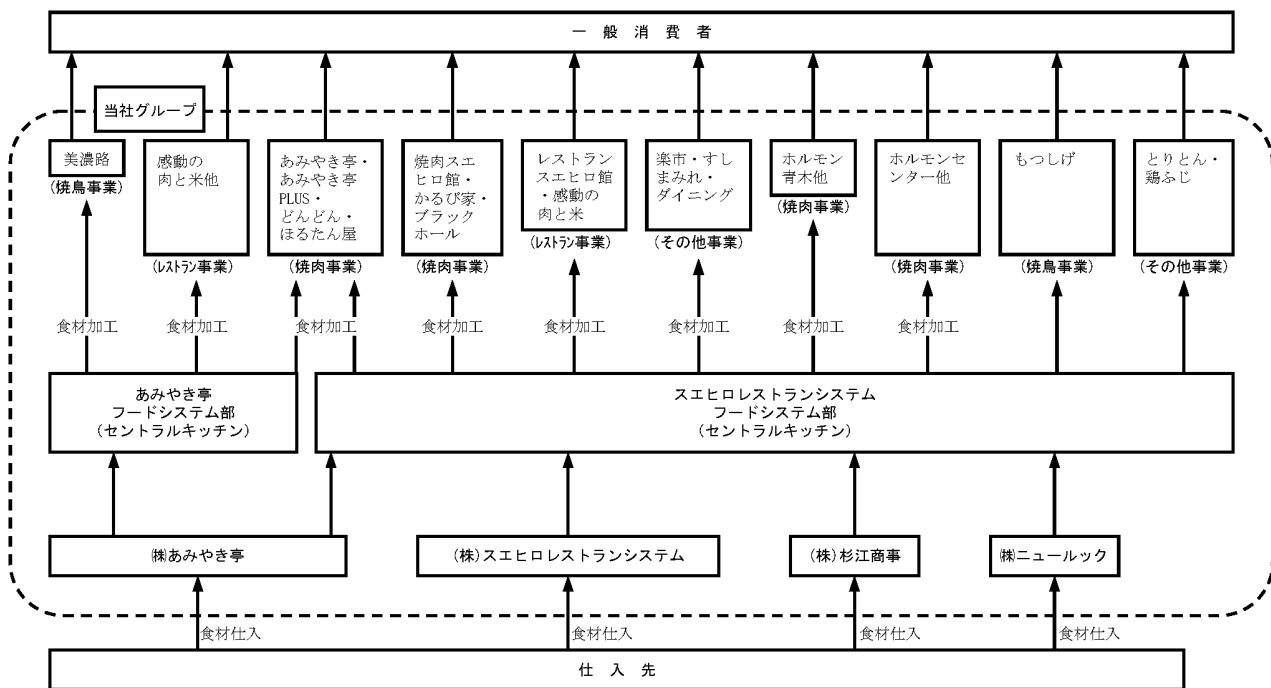 一般消費者
当社グループ
美濃路
(焼鳥事業)
感動の
肉と米他
(ﾚｽﾄﾗﾝ事業)
あみやき亭・
あみやき亭
PLUS・
どんどん・
ほるたん屋
(焼肉事業)
焼肉スエ
ヒロ館・
かるび家・
ブラック
ホール
(焼肉事業)
レストラン
スエヒロ館
・感動の
肉と米
(ﾚｽﾄﾗﾝ事業)
楽市・すし
まみれ・
ダイニング
(その他事業)
ホルモン
青木他
(焼肉事業)
ホルモンセ
ンター他
(焼肉事業)
もつしげ
(焼鳥事業)
とりとん・
鶏ふじ
(その他事業)
食材加工
食材加工
食材加工
食材加工
食材加工
食材加工
食材加工
食材加工
あみやき亭
フードシステム部
(セントラルキッチン)
スエヒロレストランシステム
フードシステム部
(セントラルキッチン)
㈱あみやき亭
(株)スエヒロレストランシステム
(株)杉江商事
㈱ニュールック
食材仕入
食材仕入
食材仕入
食材仕入
仕入先